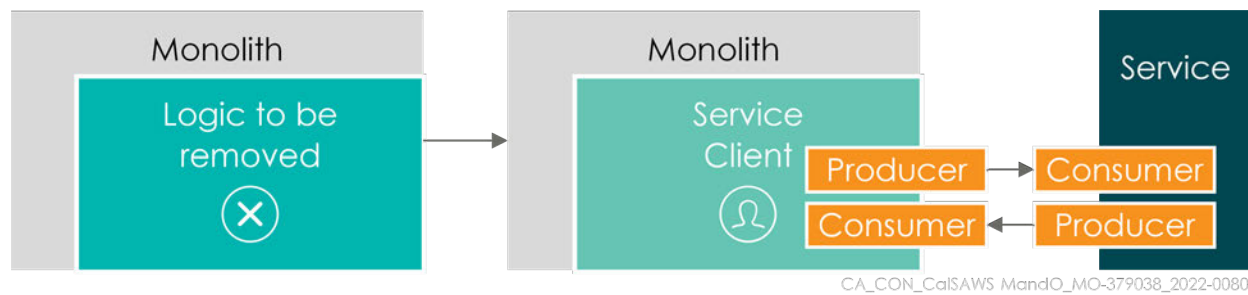 Monolith
Logic to be
removed
Monolith
Service
Client
Producer
Consumer
Service
Consumer
Producer
CA_CON_CalSAWS MandO_MO-379038_2022-0080